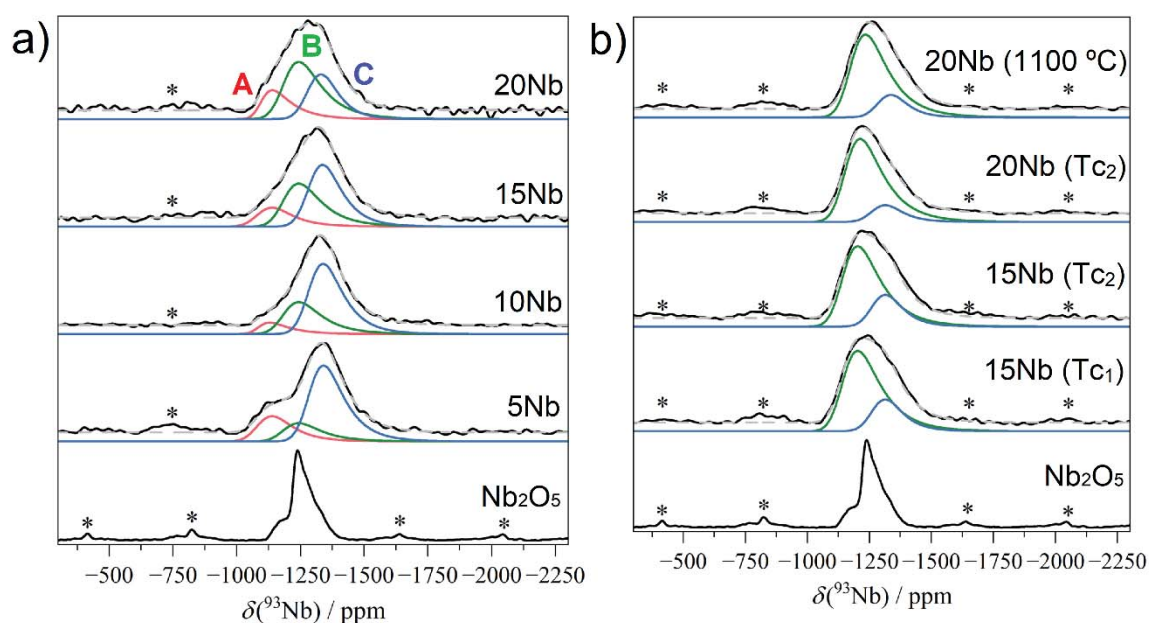 a)
A
B
C
*
20Nb
*
15Nb
*
10Nb
*
5Nb
Nb₂O₅
* * * *
−500 −750 −1000 −1250 −1500 −1750 −2000 −2250
δ(⁹³Nb) / ppm
b)
20Nb (1100 ºC)
* * * *
20Nb (Tc₂)
* * * *
15Nb (Tc₂)
* * * *
15Nb (Tc₁)
* * * *
Nb₂O₅
* * * *
−500 −750 −1000 −1250 −1500 −1750 −2000 −2250
δ(⁹³Nb) / ppm